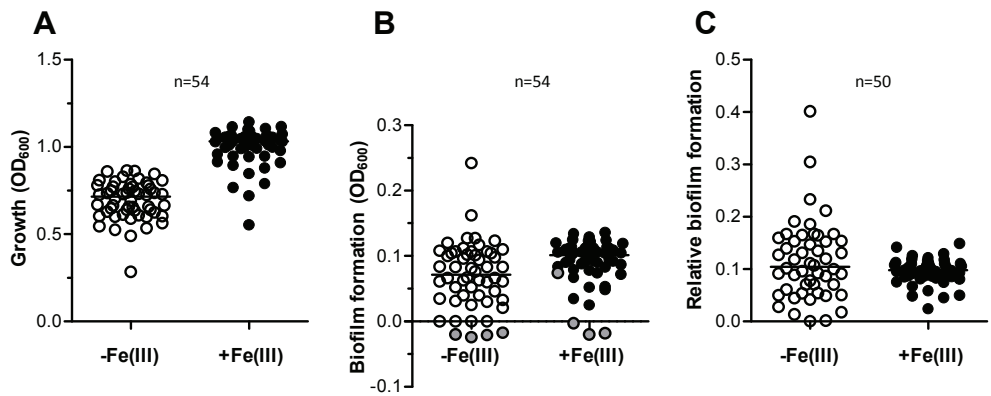 A
Growth (OD600)
1.5
1.0
0.5
0.0
n=54
-Fe(III)
+Fe(III)
B
Biofilm formation (OD600)
0.3
0.2
0.1
0.0
-0.1
n=54
-Fe(III)
+Fe(III)
C
Relative biofilm formation
0.5
0.4
0.3
0.2
0.1
0.0
n=50
-Fe(III)
+Fe(III)